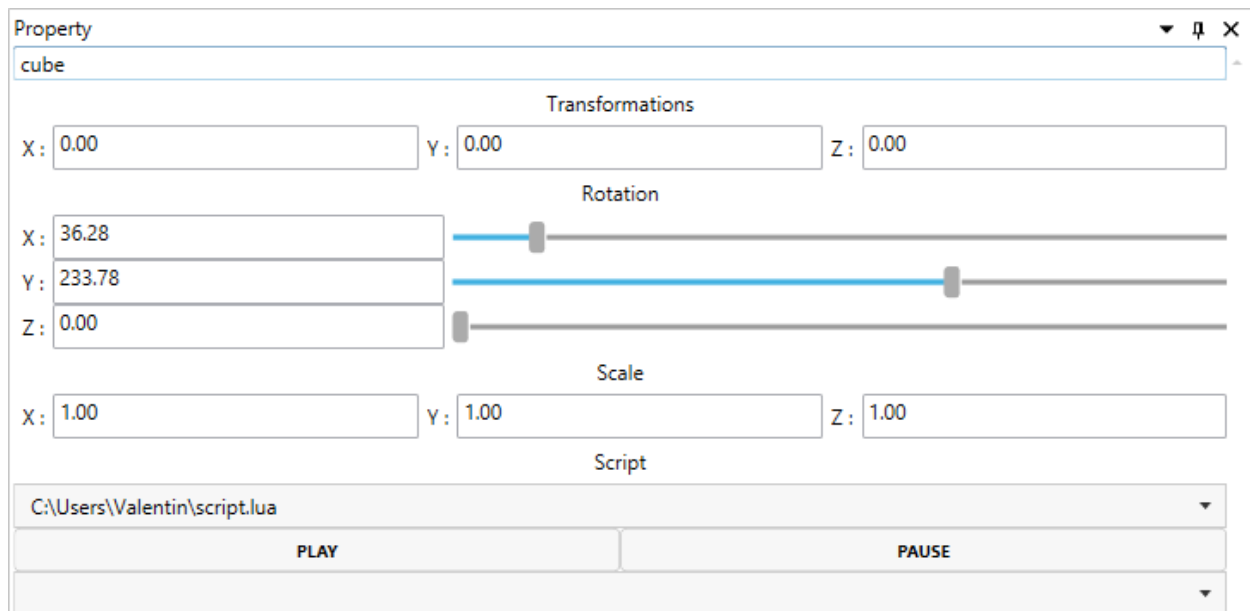 Property
cube
Transformations
X : 0.00 Y : 0.00 Z : 0.00
Rotation
X : 36.28
Y : 233.78
Z : 0.00
Scale
X : 1.00 Y : 1.00 Z : 1.00
Script
C:\Users\Valentin\script.lua
PLAY PAUSE